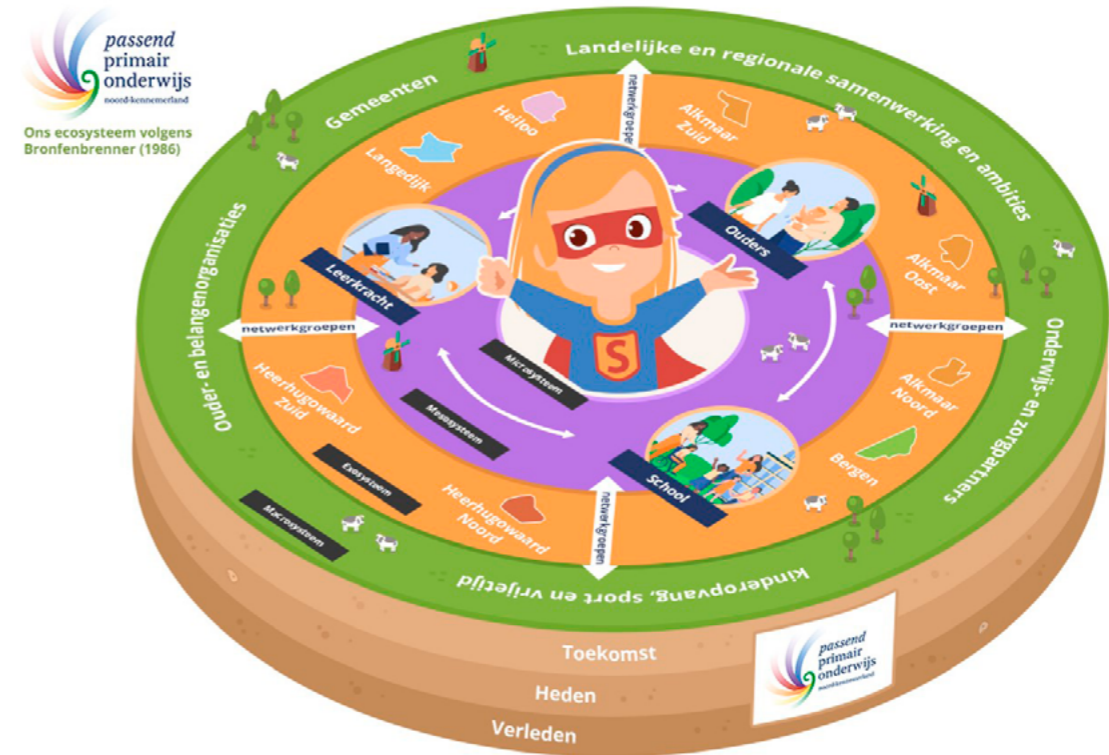 passend
primair
onderwijs
noord-kennemerland
Ons ecosysteem volgens
Bronfenbrenner (1986)
Landelijke en regionale samenwerking en ambities
Gemeenten
Ouder- en belangenorganisaties
Onderwijs- en zorgpartners
kinderopvang, sport en vrijetijd
netwerkgroepen
Heiloo
Alkmaar
Zuid
Langedijk
Alkmaar
Oost
Ouders
Leerkracht
netwerkgroepen
netwerkgroepen
S
Heerhugowaard
Zuid
Alkmaar
Noord
Microsysteem
Mesosysteem
Exosysteem
Macrosysteem
Bergen
School
Heerhugowaard
Noord
netwerkgroepen
Toekomst
Heden
Verleden
passend
primair
onderwijs
noord-kennemerland